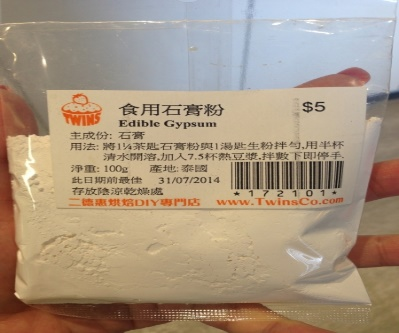 TWINS
食用石膏粉
$5
Edible Gypsum
主成份: 石膏
用法: 將1¼茶匙石膏粉與1湯匙生粉拌勻,用半杯
清水開溶,加入7.5杯熱豆漿,拌數下即停手.
淨重: 100g 產地: 泰國
此日期前最佳 31/07/2014
存放陰涼乾燥處
*172101*
二德惠烘焙DIY專門店 www.TwinsCo.com